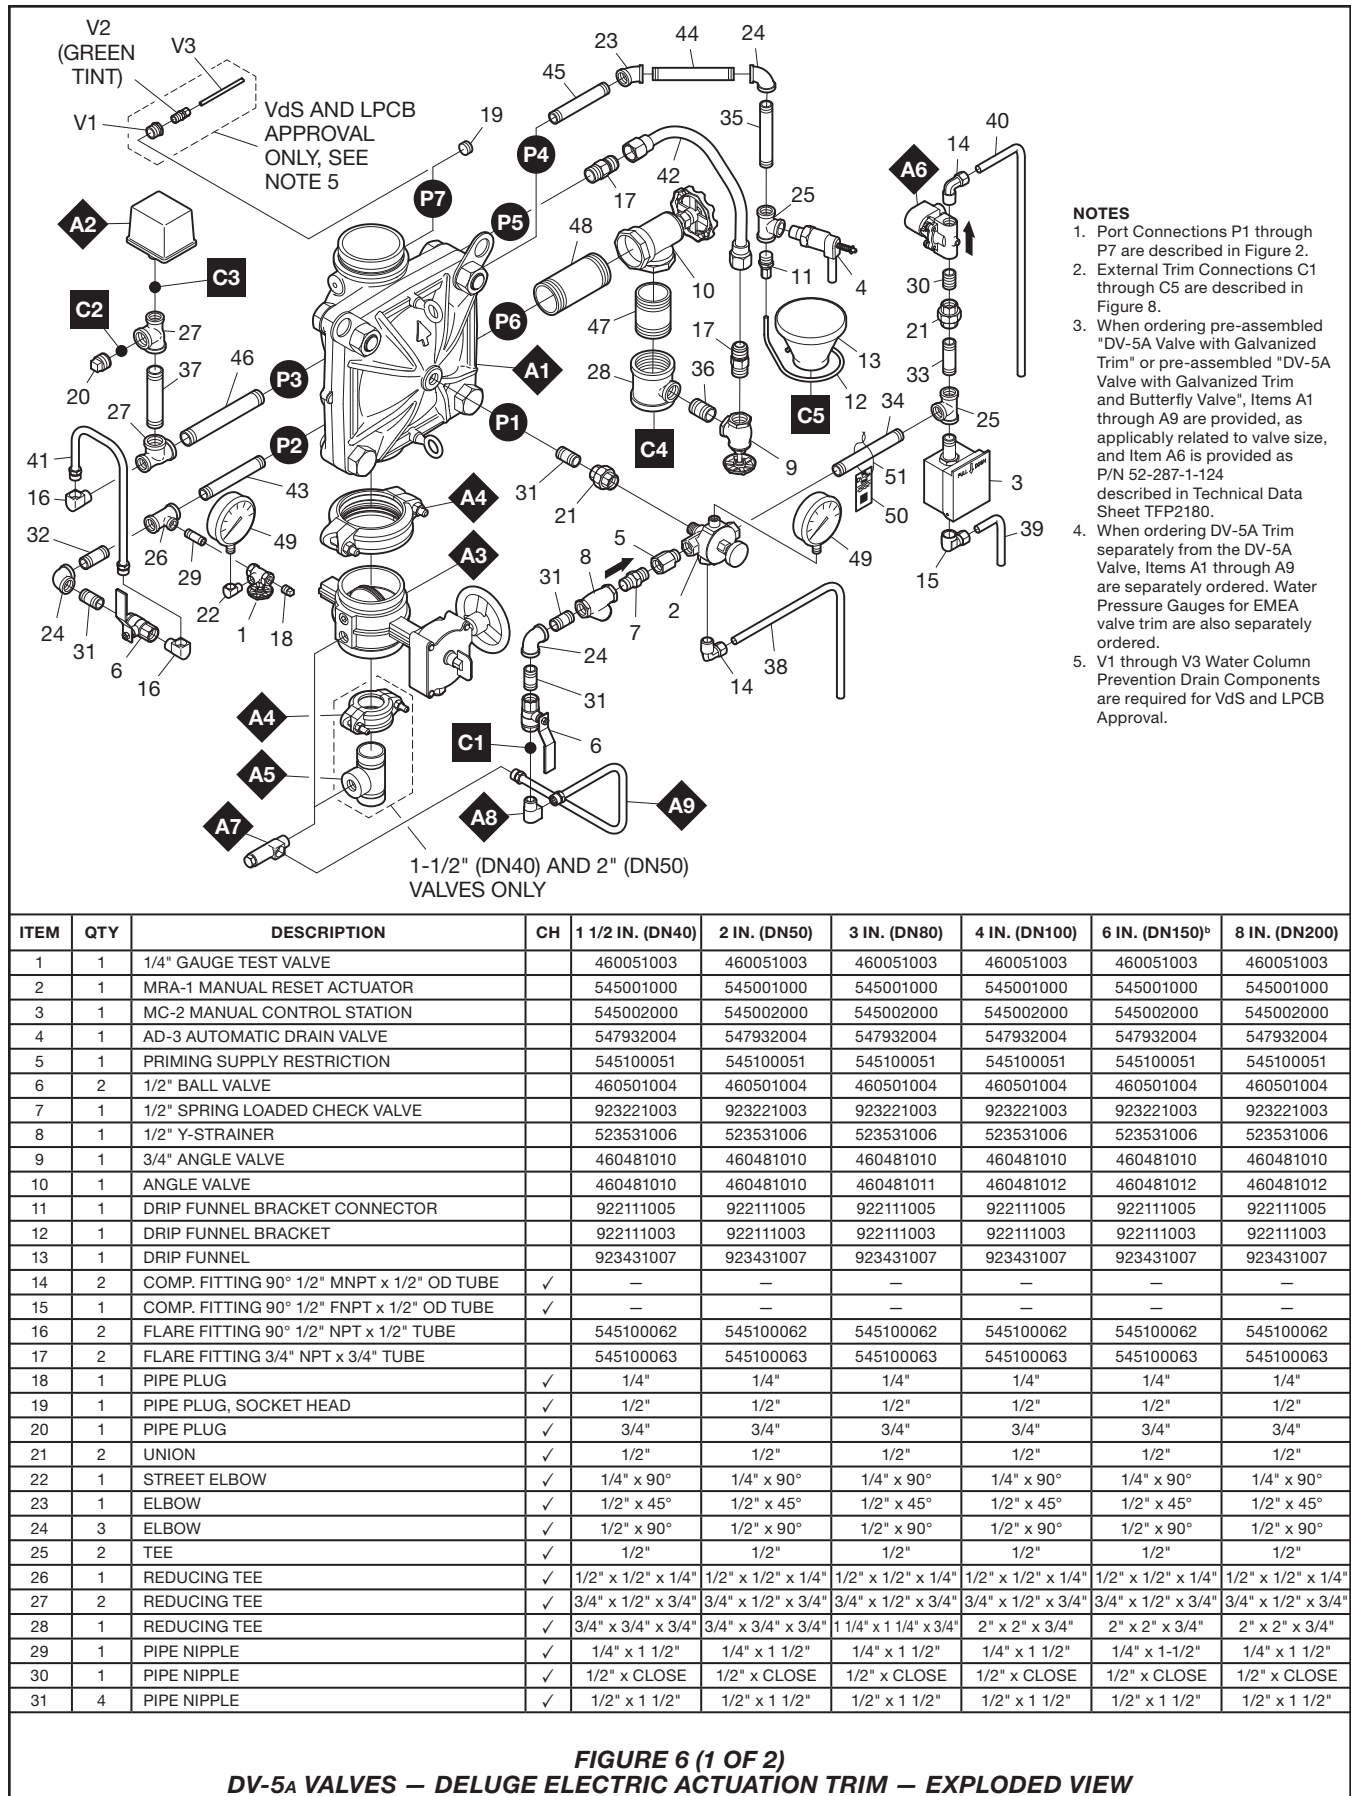 V2
(GREEN
TINT)
V3
V1
VdS AND LPCB
APPROVAL
ONLY, SEE
NOTE 5
19
23
44
24
45
35
P4
P7
P5
17
42
25
48
10
11
4
13
12
C5
A6
14
40
30
21
33
25
34
3
51
50
15
39
A2
C3
C2
27
20
37
46
P3
27
P2
41
16
43
32
26
29
49
24
31
6
16
22
1
18
P6
A1
47
28
17
36
C4
9
P1
31
21
A4
A3
5
8
31
7
2
49
24
31
14
38
A4
A5
C1
6
A7
A8
A9
1-1/2" (DN40) AND 2" (DN50)
VALVES ONLY
NOTES
1. Port Connections P1 through
P7 are described in Figure 2.
2. External Trim Connections C1
through C5 are described in
Figure 8.
3. When ordering pre-assembled
"DV-5A Valve with Galvanized
Trim" or pre-assembled "DV-5A
Valve with Galvanized Trim
and Butterfly Valve", Items A1
through A9 are provided, as
applicably related to valve size,
and Item A6 is provided as
P/N 52-287-1-124
described in Technical Data
Sheet TFP2180.
4. When ordering DV-5A Trim
separately from the DV-5A
Valve, Items A1 through A9
are separately ordered. Water
Pressure Gauges for EMEA
valve trim are also separately
ordered.
5. V1 through V3 Water Column
Prevention Drain Components
are required for VdS and LPCB
Approval.
ITEM QTY DESCRIPTION CH 1 1/2 IN. (DN40) 2 IN. (DN50) 3 IN. (DN80) 4 IN. (DN100) 6 IN. (DN150)ᵇ 8 IN. (DN200)
1 1 1/4" GAUGE TEST VALVE 460051003 460051003 460051003 460051003 460051003 460051003
2 1 MRA-1 MANUAL RESET ACTUATOR 545001000 545001000 545001000 545001000 545001000 545001000
3 1 MC-2 MANUAL CONTROL STATION 545002000 545002000 545002000 545002000 545002000 545002000
4 1 AD-3 AUTOMATIC DRAIN VALVE 547932004 547932004 547932004 547932004 547932004 547932004
5 1 PRIMING SUPPLY RESTRICTION 545100051 545100051 545100051 545100051 545100051 545100051
6 2 1/2" BALL VALVE 460501004 460501004 460501004 460501004 460501004 460501004
7 1 1/2" SPRING LOADED CHECK VALVE 923221003 923221003 923221003 923221003 923221003 923221003
8 1 1/2" Y-STRAINER 523531006 523531006 523531006 523531006 523531006 523531006
9 1 3/4" ANGLE VALVE 460481010 460481010 460481010 460481010 460481010 460481010
10 1 ANGLE VALVE 460481010 460481010 460481011 460481012 460481012 460481012
11 1 DRIP FUNNEL BRACKET CONNECTOR 922111005 922111005 922111005 922111005 922111005 922111005
12 1 DRIP FUNNEL BRACKET 922111003 922111003 922111003 922111003 922111003 922111003
13 1 DRIP FUNNEL 923431007 923431007 923431007 923431007 923431007 923431007
14 2 COMP. FITTING 90° 1/2" MNPT x 1/2" OD TUBE ✓ — — — — — —
15 1 COMP. FITTING 90° 1/2" FNPT x 1/2" OD TUBE ✓ — — — — — —
16 2 FLARE FITTING 90° 1/2" NPT x 1/2" TUBE 545100062 545100062 545100062 545100062 545100062 545100062
17 2 FLARE FITTING 3/4" NPT x 3/4" TUBE 545100063 545100063 545100063 545100063 545100063 545100063
18 1 PIPE PLUG ✓ 1/4" 1/4" 1/4" 1/4" 1/4" 1/4"
19 1 PIPE PLUG, SOCKET HEAD ✓ 1/2" 1/2" 1/2" 1/2" 1/2" 1/2"
20 1 PIPE PLUG ✓ 3/4" 3/4" 3/4" 3/4" 3/4" 3/4"
21 2 UNION ✓ 1/2" 1/2" 1/2" 1/2" 1/2" 1/2"
22 1 STREET ELBOW ✓ 1/4" x 90° 1/4" x 90° 1/4" x 90° 1/4" x 90° 1/4" x 90° 1/4" x 90°
23 1 ELBOW ✓ 1/2" x 45° 1/2" x 45° 1/2" x 45° 1/2" x 45° 1/2" x 45° 1/2" x 45°
24 3 ELBOW ✓ 1/2" x 90° 1/2" x 90° 1/2" x 90° 1/2" x 90° 1/2" x 90° 1/2" x 90°
25 2 TEE ✓ 1/2" 1/2" 1/2" 1/2" 1/2" 1/2"
26 1 REDUCING TEE ✓ 1/2" x 1/2" x 1/4" 1/2" x 1/2" x 1/4" 1/2" x 1/2" x 1/4" 1/2" x 1/2" x 1/4" 1/2" x 1/2" x 1/4" 1/2" x 1/2" x 1/4"
27 2 REDUCING TEE ✓ 3/4" x 1/2" x 3/4" 3/4" x 1/2" x 3/4" 3/4" x 1/2" x 3/4" 3/4" x 1/2" x 3/4" 3/4" x 1/2" x 3/4" 3/4" x 1/2" x 3/4"
28 1 REDUCING TEE ✓ 3/4" x 3/4" x 3/4" 3/4" x 3/4" x 3/4" 1 1/4" x 1 1/4" x 3/4" 2" x 2" x 3/4" 2" x 2" x 3/4" 2" x 2" x 3/4"
29 1 PIPE NIPPLE ✓ 1/4" x 1 1/2" 1/4" x 1 1/2" 1/4" x 1 1/2" 1/4" x 1 1/2" 1/4" x 1-1/2" 1/4" x 1 1/2"
30 1 PIPE NIPPLE ✓ 1/2" x CLOSE 1/2" x CLOSE 1/2" x CLOSE 1/2" x CLOSE 1/2" x CLOSE 1/2" x CLOSE
31 4 PIPE NIPPLE ✓ 1/2" x 1 1/2" 1/2" x 1 1/2" 1/2" x 1 1/2" 1/2" x 1 1/2" 1/2" x 1 1/2" 1/2" x 1 1/2"
FIGURE 6 (1 OF 2)
DV-5A VALVES — DELUGE ELECTRIC ACTUATION TRIM — EXPLODED VIEW